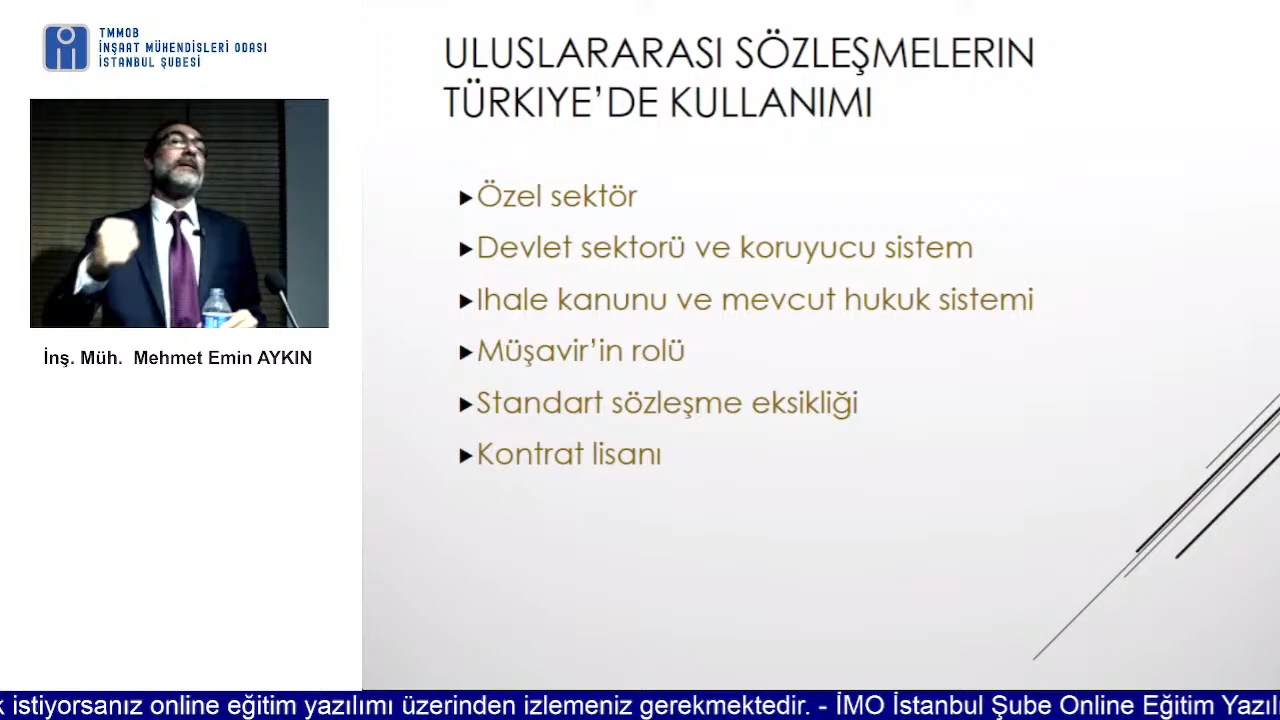 TMMOB
İNŞAAT MÜHENDİSLERİ ODASI
İSTANBUL ŞUBESİ
İnş. Müh. Mehmet Emin AYKIN
ULUSLARARASI SÖZLEŞMELERIN
TÜRKIYE’DE KULLANIMI
Özel sektör
Devlet sektorü ve koruyucu sistem
Ihale kanunu ve mevcut hukuk sistemi
Müşavir’in rolü
Standart sözleşme eksikliği
Kontrat lisanı
istiyorsanız online eğitim yazılımı üzerinden izlemeniz gerekmektedir. - İMO İstanbul Şube Online Eğitim